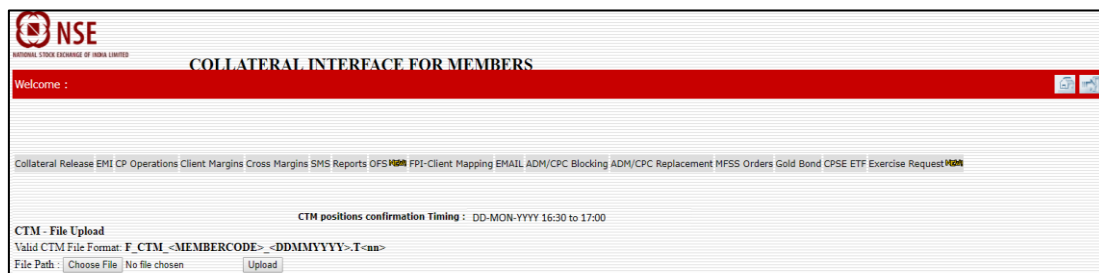 NSE
NATIONAL STOCK EXCHANGE OF INDIA LIMITED
COLLATERAL INTERFACE FOR MEMBERS
Welcome :
Collateral Release EMI CP Operations Client Margins Cross Margins SMS Reports OFS FPI-Client Mapping EMAIL ADM/CPC Blocking ADM/CPC Replacement MFSS Orders Gold Bond CPSE ETF Exercise Request
CTM positions confirmation Timing : DD-MON-YYYY 16:30 to 17:00
CTM - File Upload
Valid CTM File Format: F_CTM_<MEMBERCODE>_<DDMMYYYY>.T<nn>
File Path : Choose File No file chosen Upload